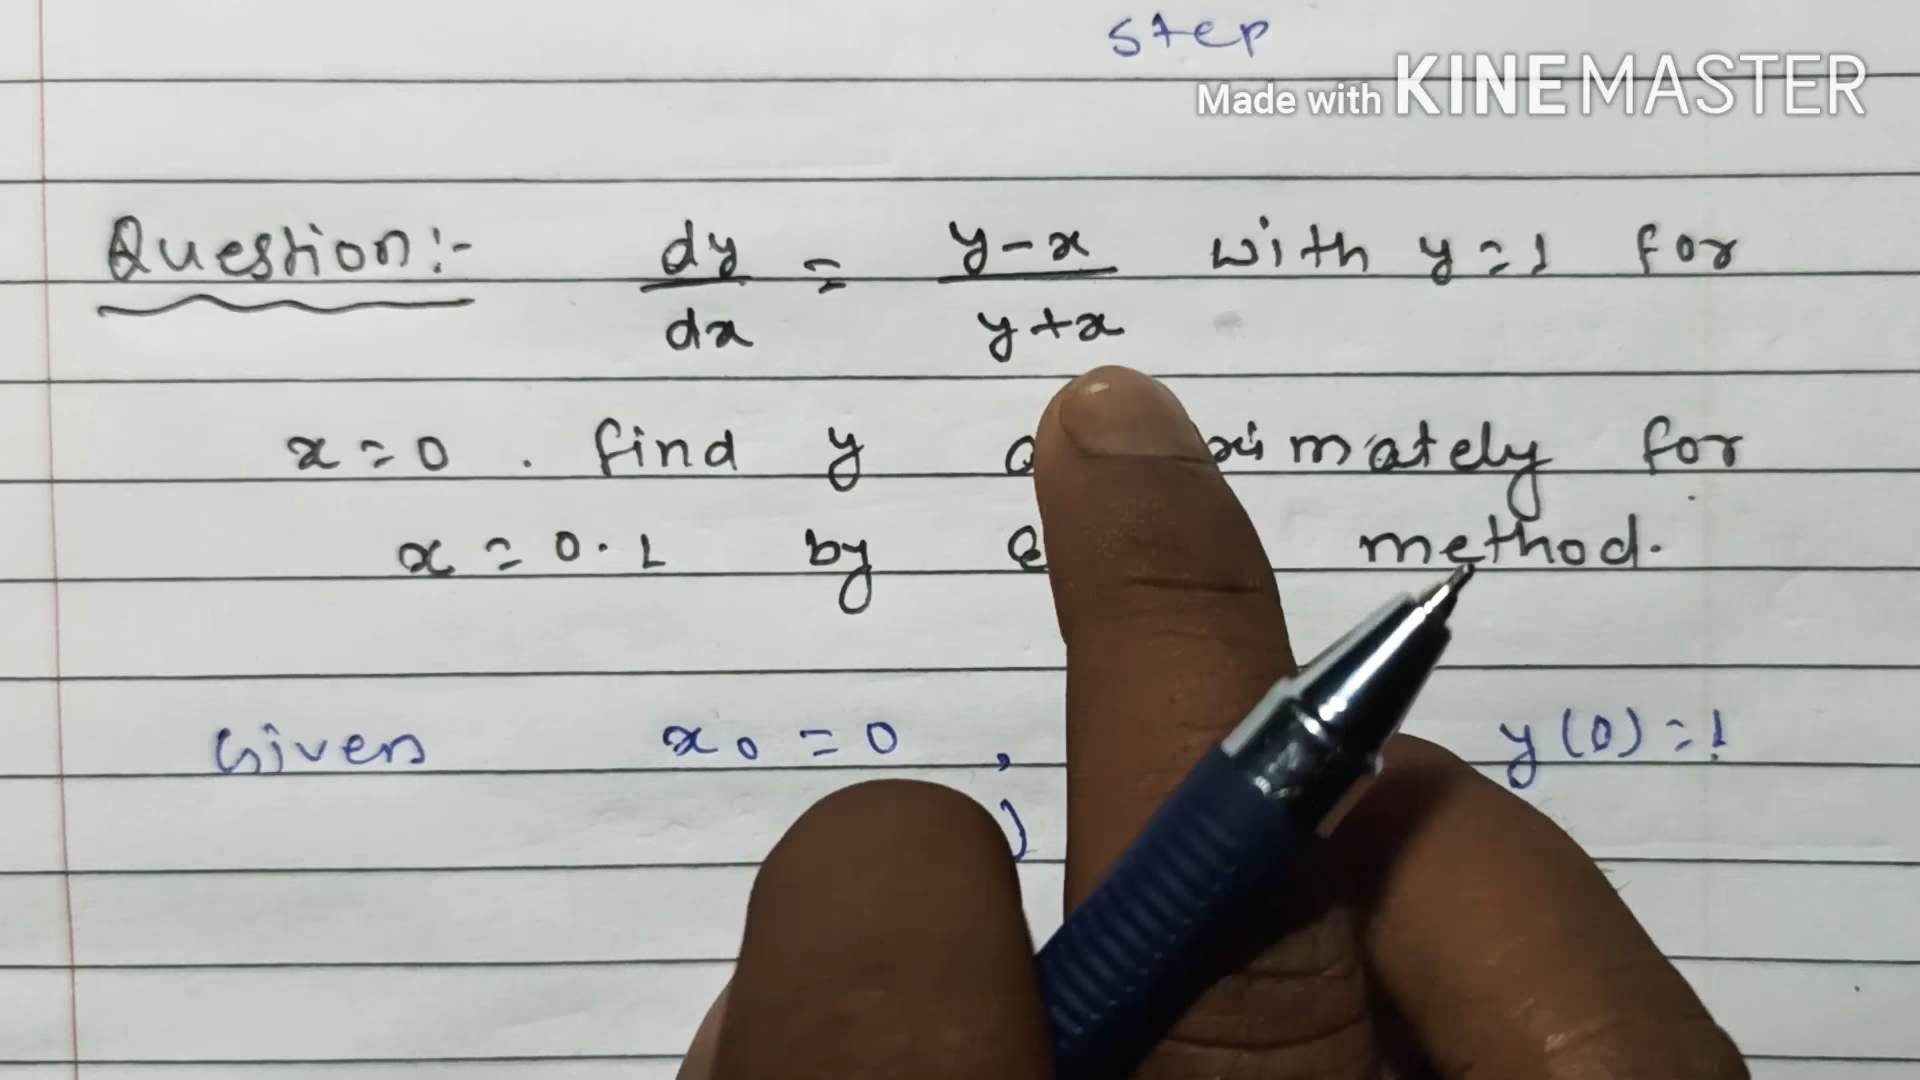 step
Made with KINEMASTER
Question:- dy/dx = y-x/y+x with y=1 for
x=0 . find y for
x=0.1 by method.
Given x0=0 , y(0)=1